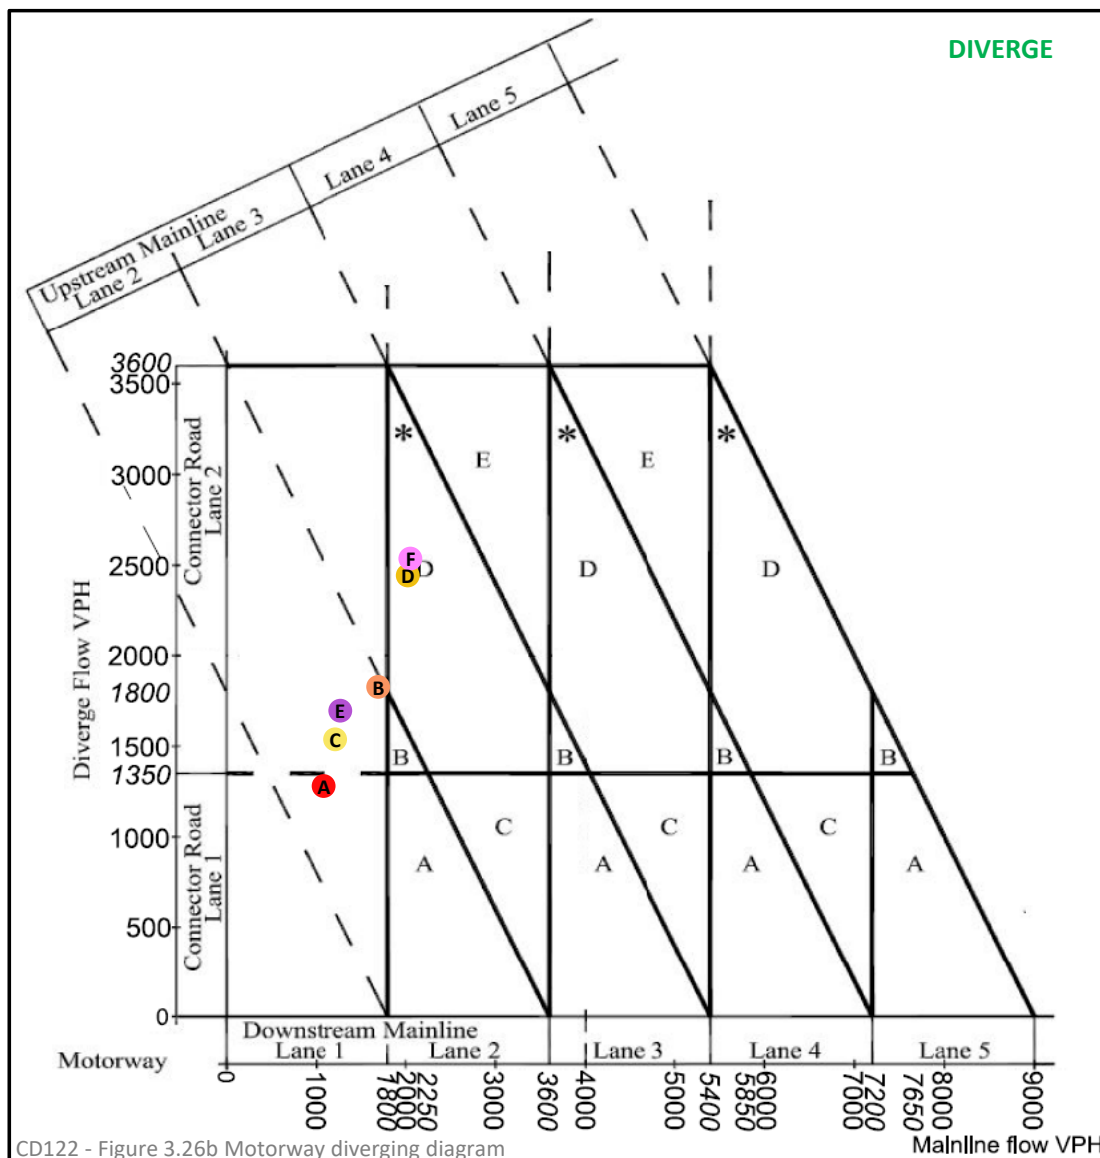 DIVERGE
Lane 5
Lane 4
Upstream Mainline
Lane 3
Lane 2
3600
3500
3000
2500
2000
1800
1500
1350
1000
500
0
Diverge Flow VPH
Connector Road
Lane 2
Connector Road
Lane 1
*
*
*
E
E
F
D
D
D
D
B
E
C
A
B
B
B
B
C
C
C
A
A
A
A
Downstream Mainline
Motorway
Lane 1
Lane 2
Lane 3
Lane 4
Lane 5
0
1000
1800
2000
2250
3000
3600
4000
5000
5400
5850
6000
7000
7200
7650
8000
9000
Mainline flow VPH
CD122 - Figure 3.26b Motorway diverging diagram